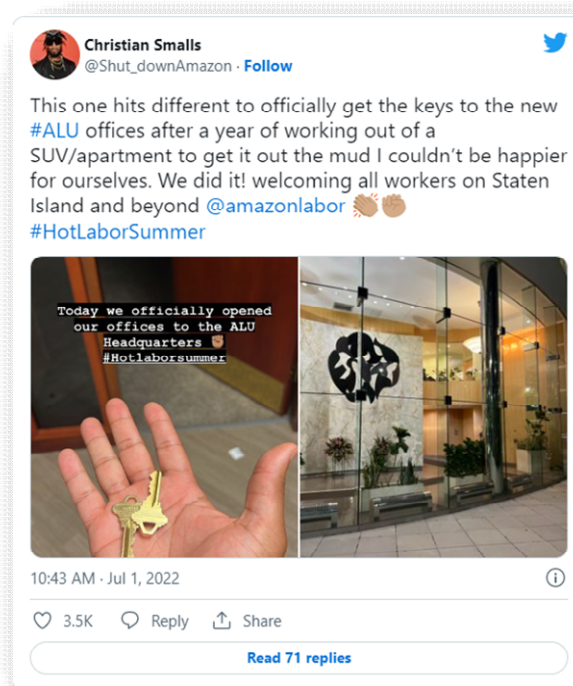 Christian Smalls
@Shut_downAmazon · Follow
This one hits different to officially get the keys to the new
#ALU offices after a year of working out of a
SUV/apartment to get it out the mud I couldn't be happier
for ourselves. We did it! welcoming all workers on Staten
Island and beyond @amazonlabor 👏🏽✊🏽
#HotLaborSummer
Today we officially opened
our offices to the ALU
Headquarters ✊🏽
#Hotlaborsummer
10:43 AM · Jul 1, 2022
3.5K Reply Share
Read 71 replies